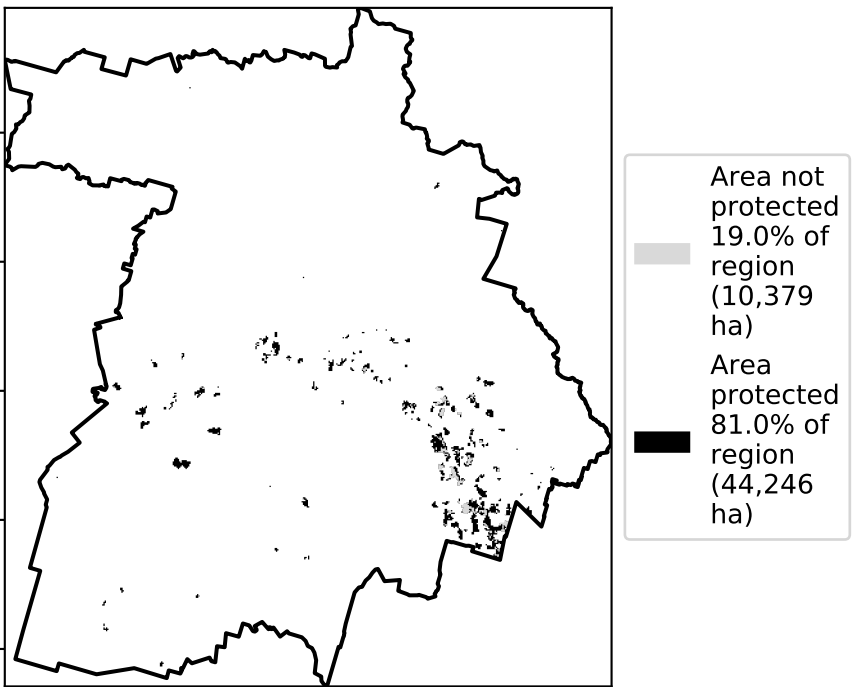 Area not
protected
19.0% of
region
(10,379
ha)
Area
protected
81.0% of
region
(44,246
ha)